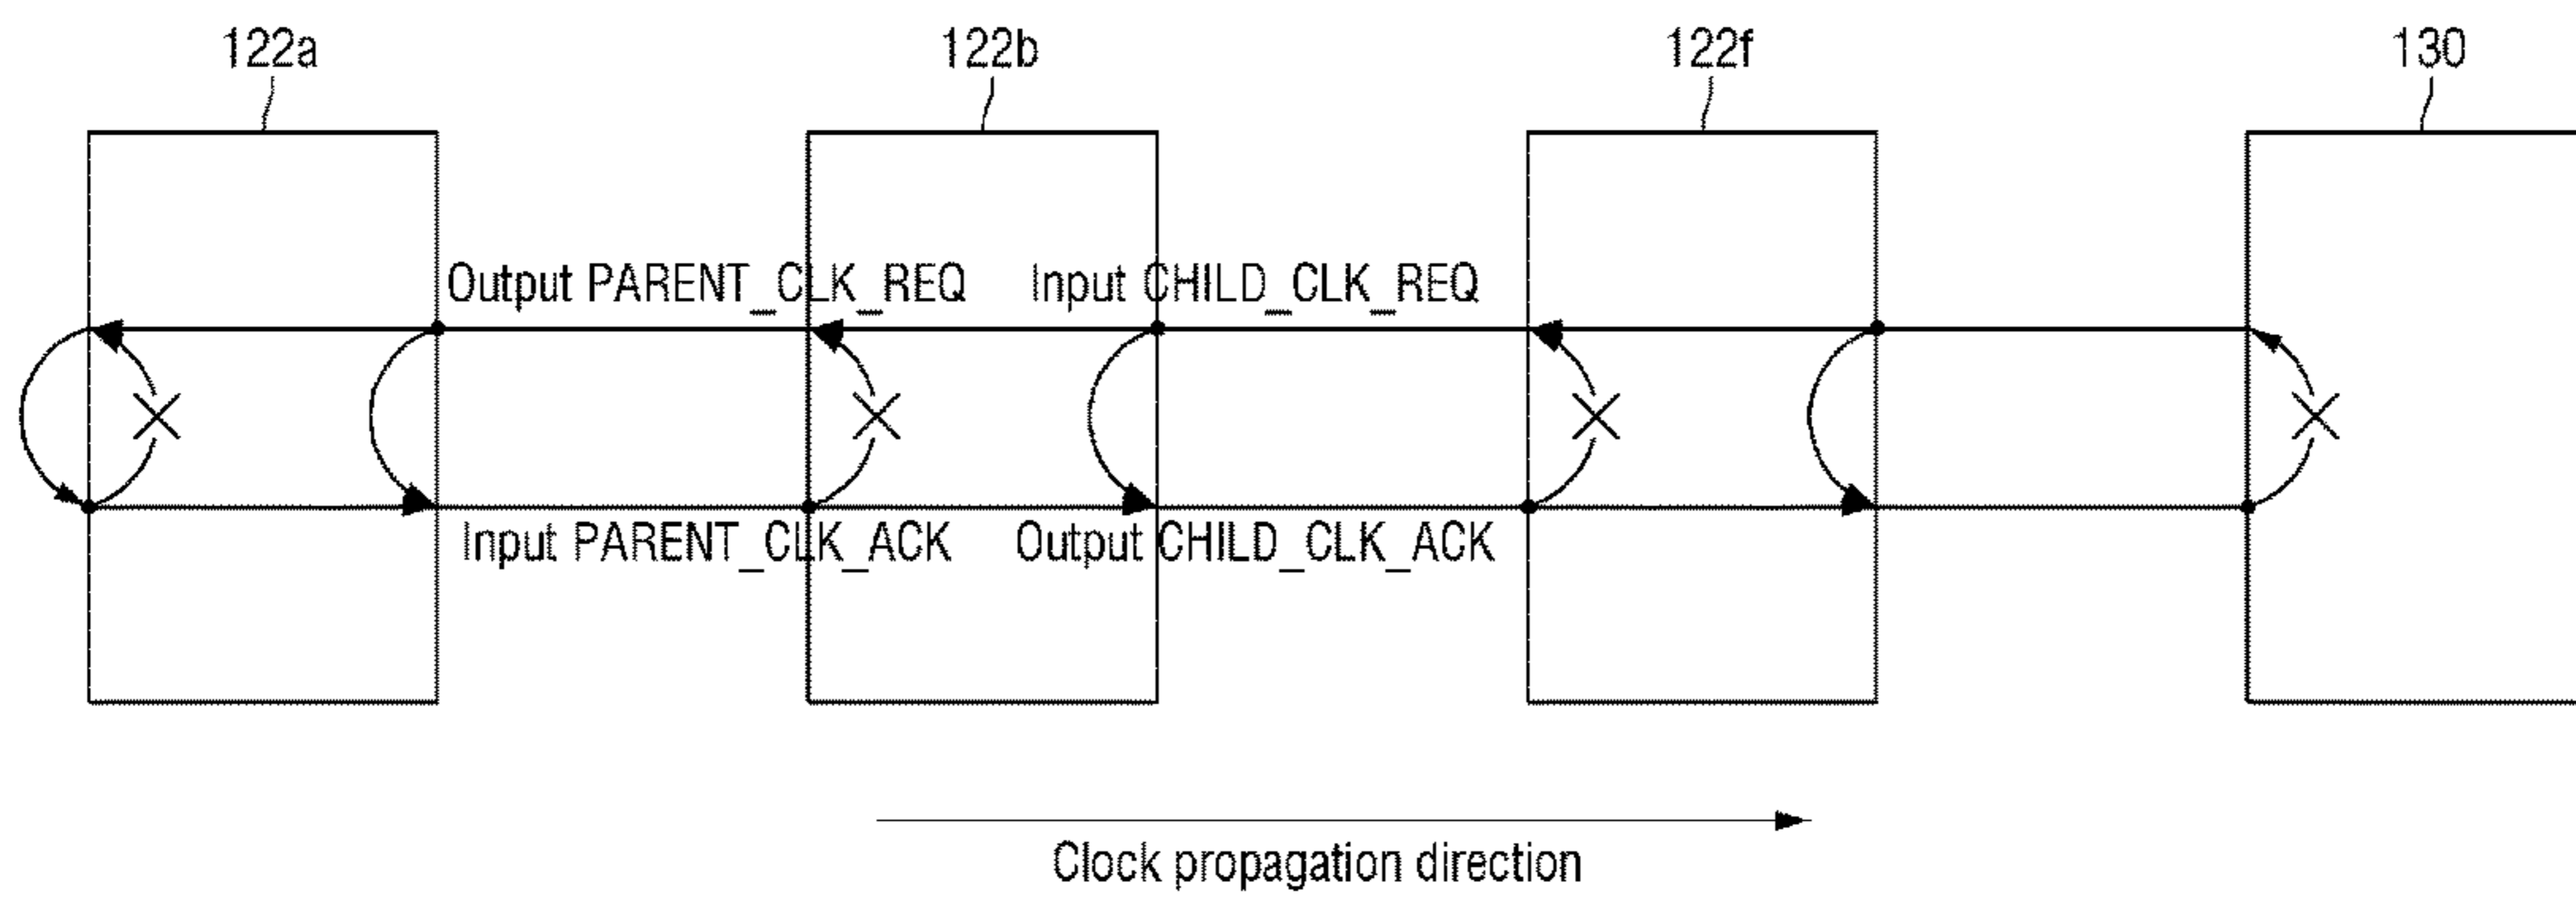 122a
122b
122f
130
Output PARENT_CLK_REQ
Input CHILD_CLK_REQ
Input PARENT_CLK_ACK
Output CHILD_CLK_ACK
Clock propagation direction